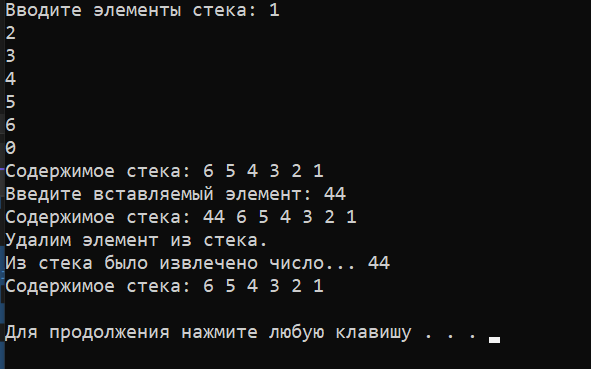 Вводите элементы стека: 1
2
3
4
5
6
0
Содержимое стека: 6 5 4 3 2 1
Введите вставляемый элемент: 44
Содержимое стека: 44 6 5 4 3 2 1
Удалим элемент из стека.
Из стека было извлечено число... 44
Содержимое стека: 6 5 4 3 2 1
Для продолжения нажмите любую клавишу . . .